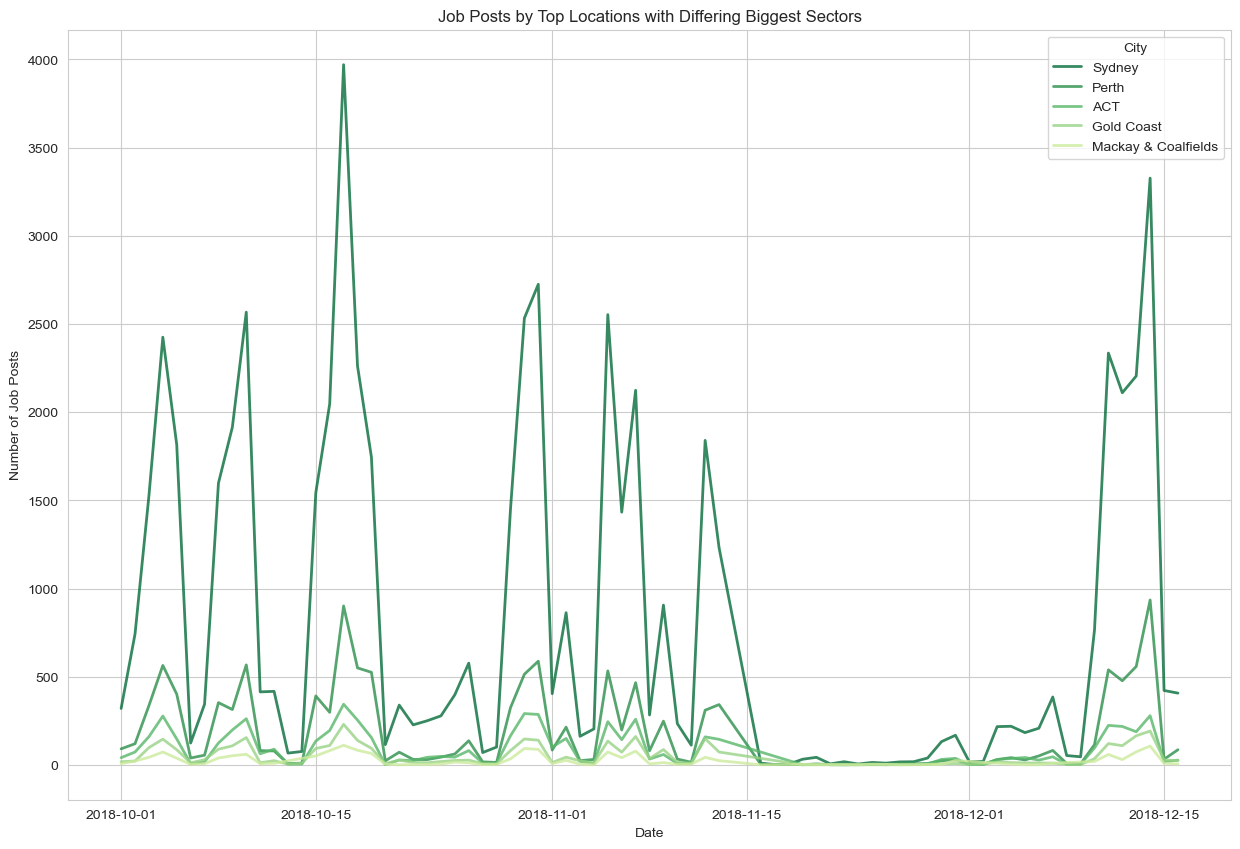 Job Posts by Top Locations with Differing Biggest Sectors
City
Sydney
Perth
ACT
Gold Coast
Mackay & Coalfields
Number of Job Posts
4000
3500
3000
2500
2000
1500
1000
500
0
2018-10-01
2018-10-15
2018-11-01
2018-11-15
2018-12-01
2018-12-15
Date